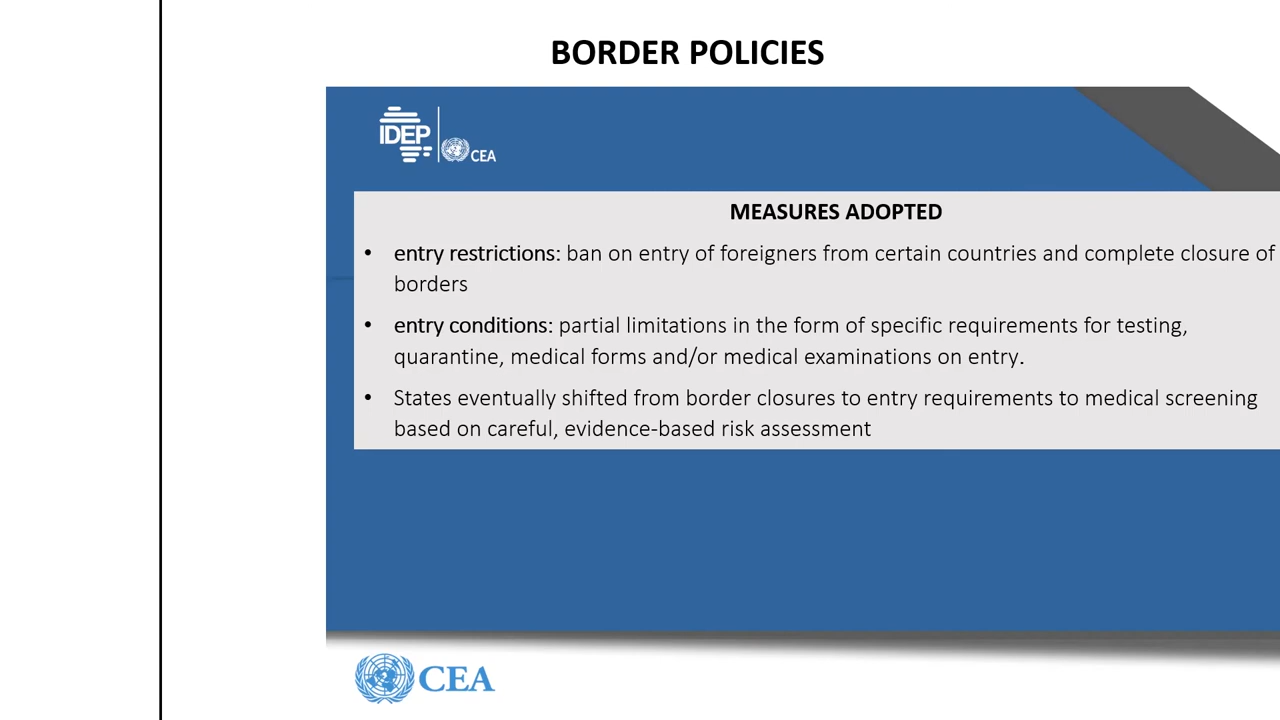 BORDER POLICIES
IDEP
CEA
MEASURES ADOPTED
• entry restrictions: ban on entry of foreigners from certain countries and complete closure of
borders
• entry conditions: partial limitations in the form of specific requirements for testing,
quarantine, medical forms and/or medical examinations on entry.
• States eventually shifted from border closures to entry requirements to medical screening
based on careful, evidence-based risk assessment
CEA